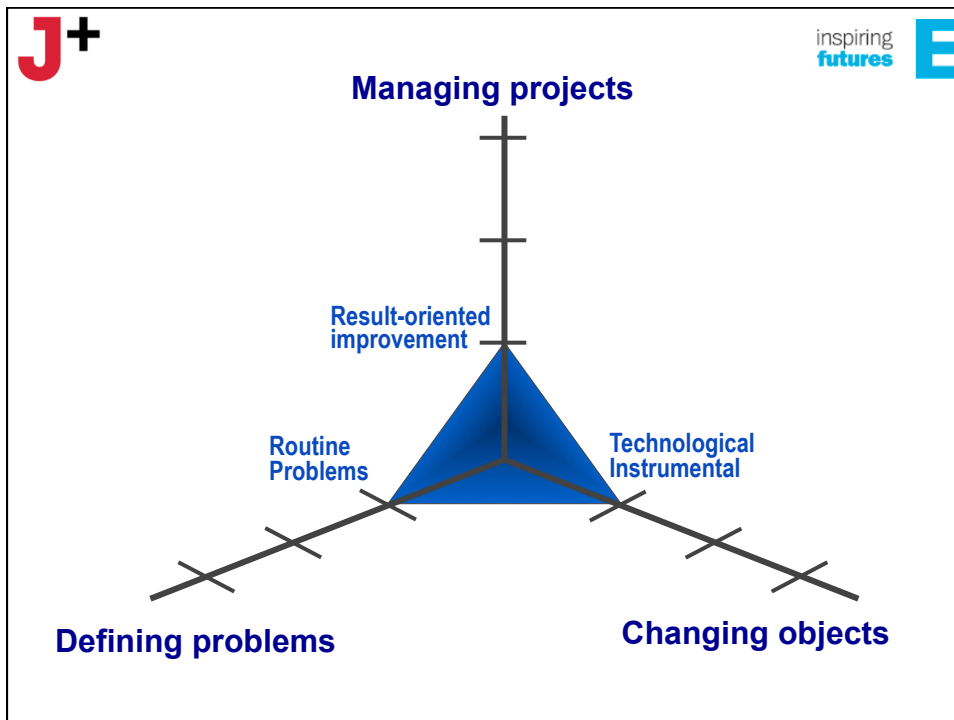 J+
inspiring
futures
E
Managing projects
Result-oriented
improvement
Routine
Problems
Technological
Instrumental
Defining problems
Changing objects